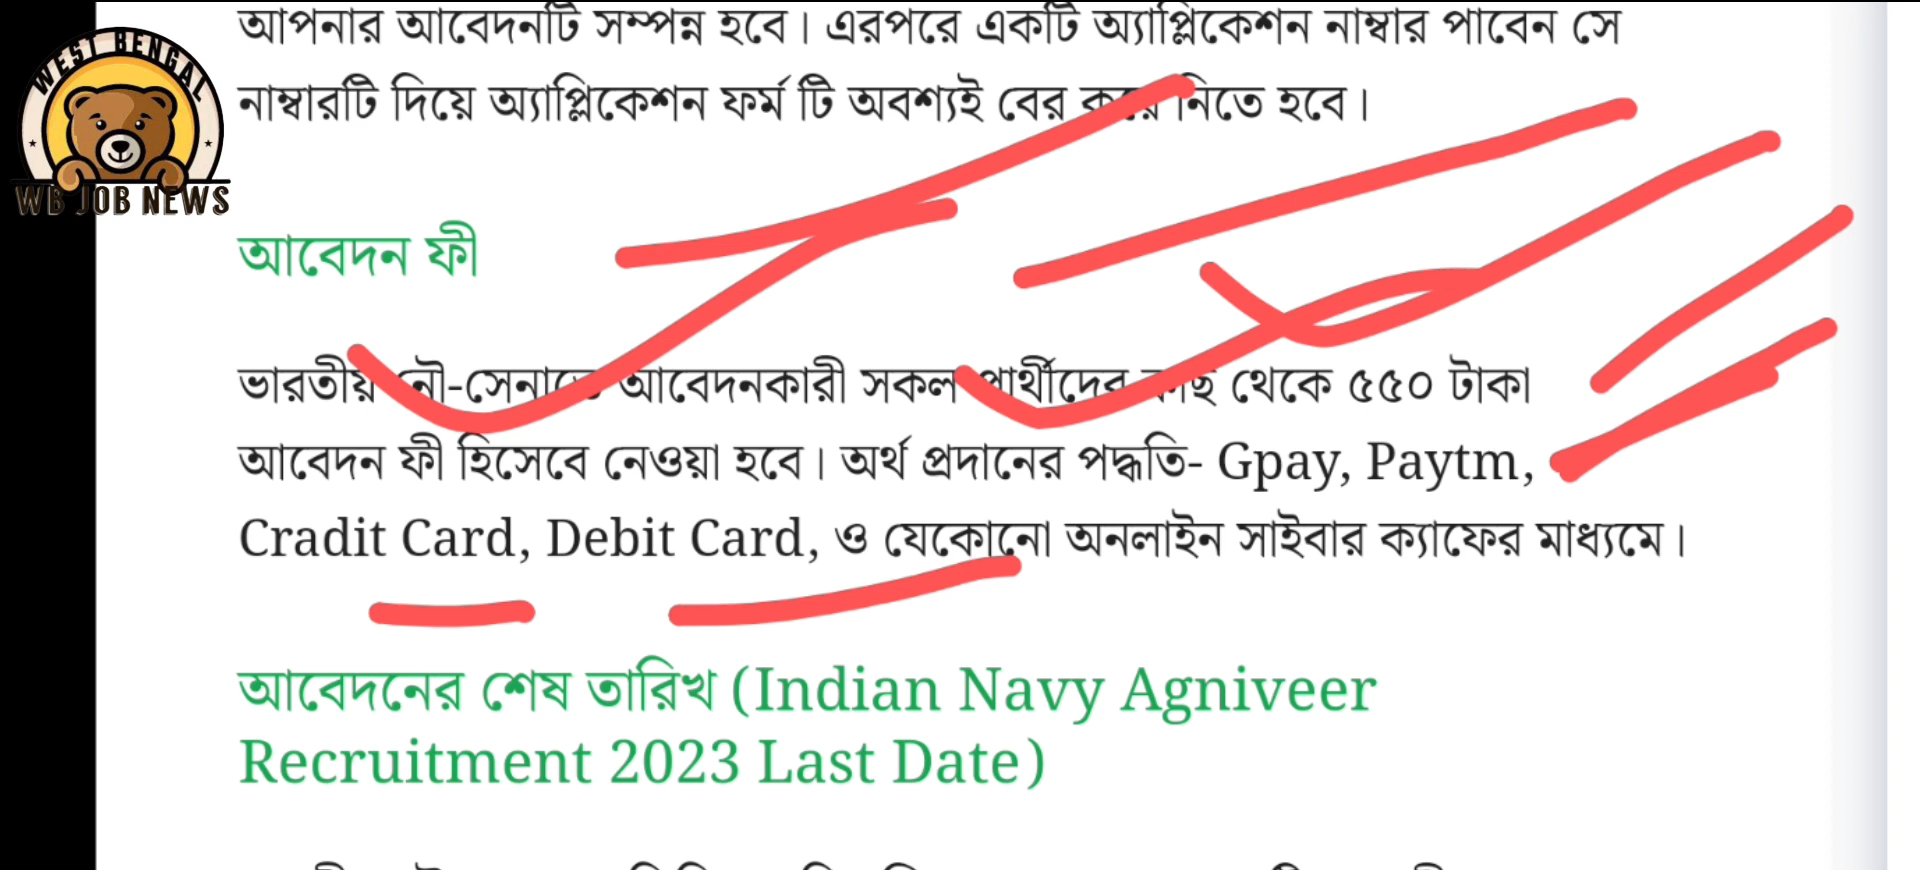 আপনার আবেদনটি সম্পন্ন হবে। এরপরে একটি অ্যাপ্লিকেশন নাম্বার পাবেন সে
নাম্বারটি দিয়ে অ্যাপ্লিকেশন ফর্ম টি অবশ্যই বের করে নিতে হবে।
WEST BENGAL
WB JOB NEWS
আবেদন ফী
ভারতীয় নৌ-সেনাতে আবেদনকারী সকল প্রার্থীদের কাছ থেকে ৫৫০ টাকা
আবেদন ফী হিসেবে নেওয়া হবে। অর্থ প্রদানের পদ্ধতি- Gpay, Paytm,
Cradit Card, Debit Card, ও যেকোনো অনলাইন সাইবার ক্যাফের মাধ্যমে।
আবেদনের শেষ তারিখ (Indian Navy Agniveer
Recruitment 2023 Last Date)